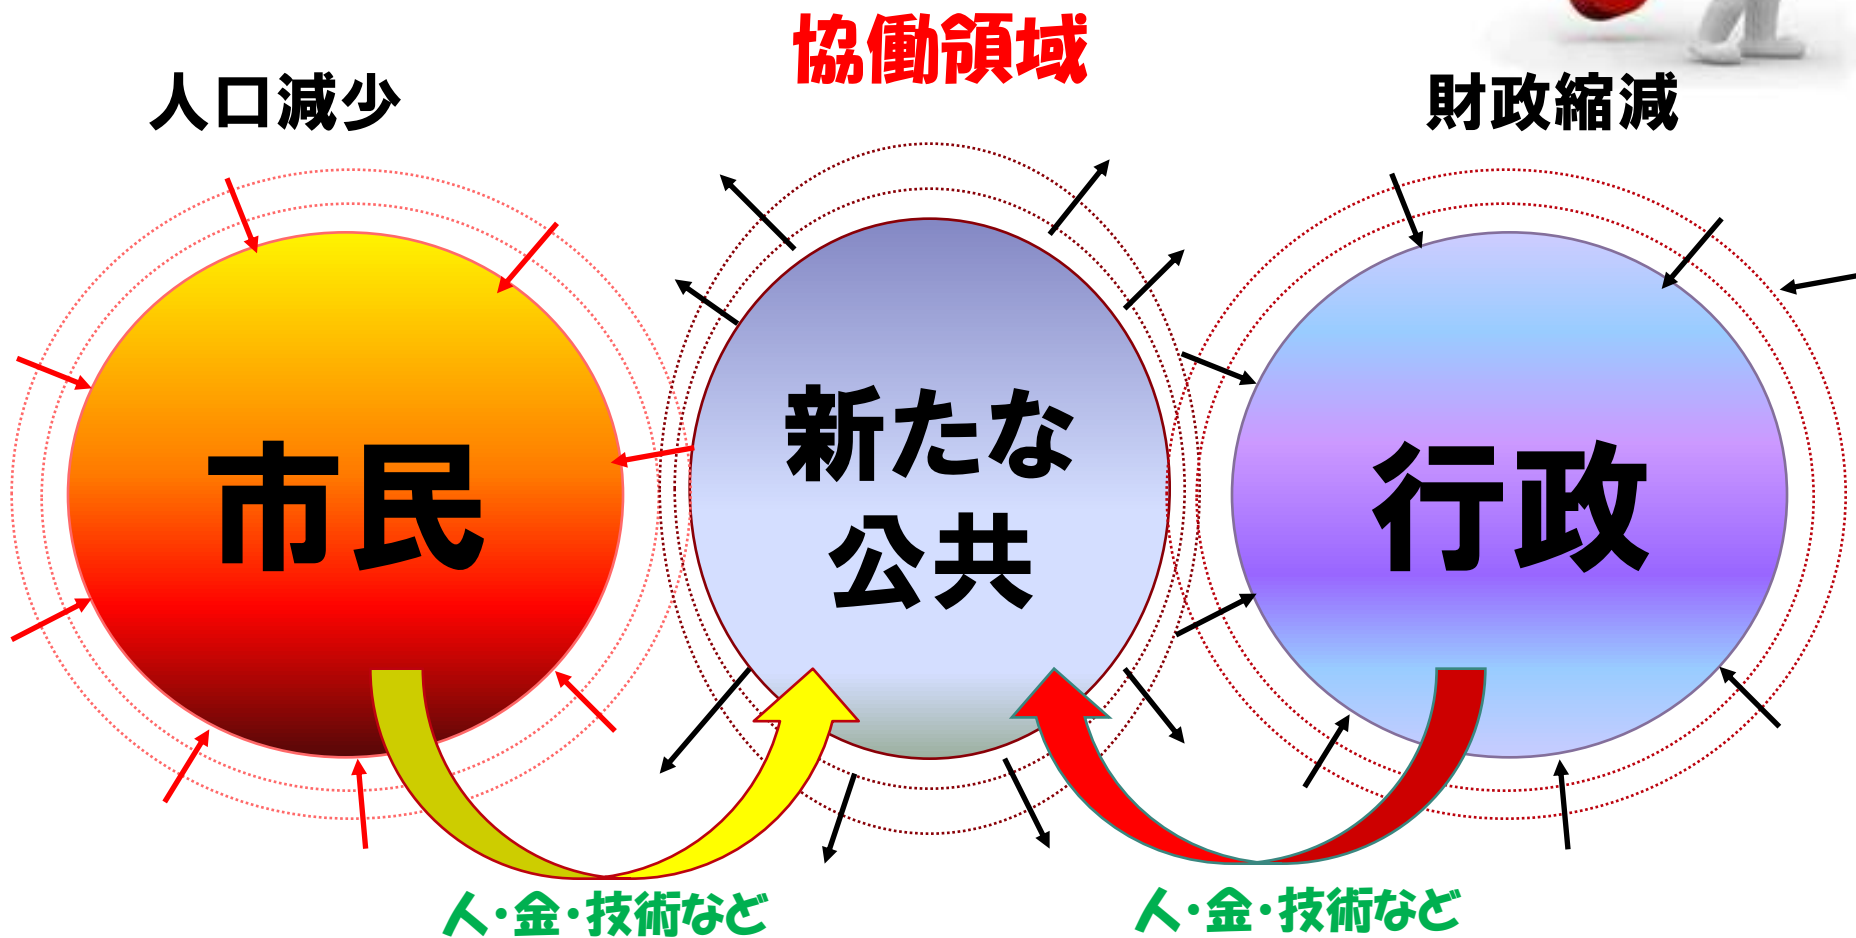 協働領域
人口減少
財政縮減
市民
新たな
公共
行政
人・金・技術など
人・金・技術など